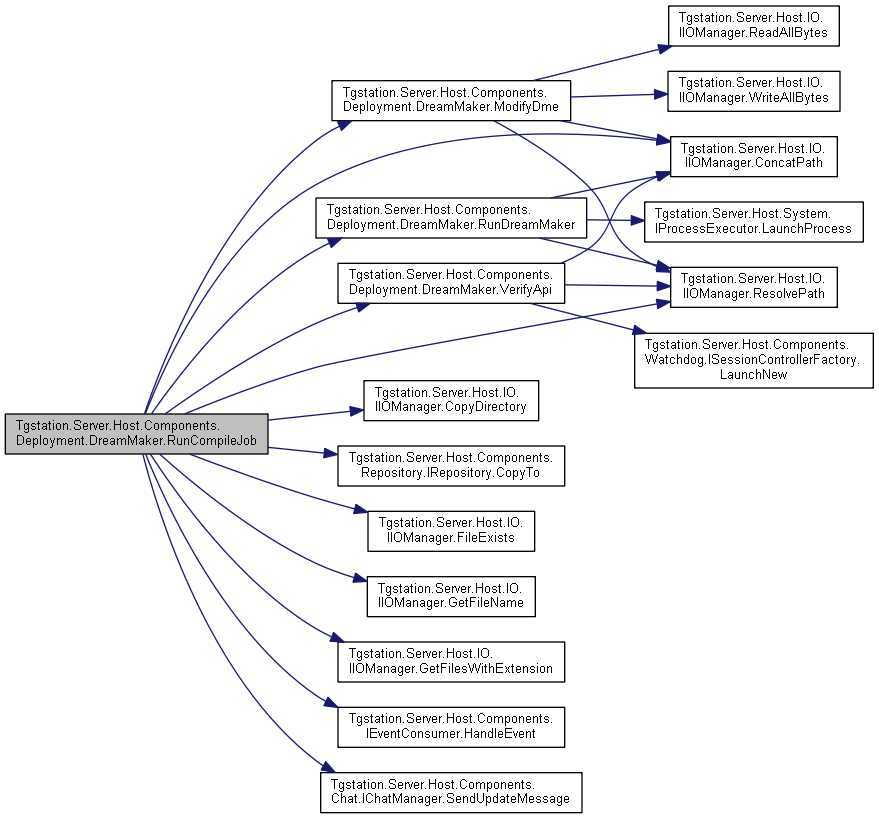 Tgstation.Server.Host.IO.
IIOManager.ReadAllBytes
Tgstation.Server.Host.Components.
Deployment.DreamMaker.ModifyDme
Tgstation.Server.Host.IO.
IIOManager.WriteAllBytes
Tgstation.Server.Host.IO.
IIOManager.ConcatPath
Tgstation.Server.Host.Components.
Deployment.DreamMaker.RunDreamMaker
Tgstation.Server.Host.System.
IProcessExecutor.LaunchProcess
Tgstation.Server.Host.Components.
Deployment.DreamMaker.VerifyApi
Tgstation.Server.Host.IO.
IIOManager.ResolvePath
Tgstation.Server.Host.Components.
Watchdog.ISessionControllerFactory.
LaunchNew
Tgstation.Server.Host.IO.
IIOManager.CopyDirectory
Tgstation.Server.Host.Components.
Deployment.DreamMaker.RunCompileJob
Tgstation.Server.Host.Components.
Repository.IRepository.CopyTo
Tgstation.Server.Host.IO.
IIOManager.FileExists
Tgstation.Server.Host.IO.
IIOManager.GetFileName
Tgstation.Server.Host.IO.
IIOManager.GetFilesWithExtension
Tgstation.Server.Host.Components.
IEventConsumer.HandleEvent
Tgstation.Server.Host.Components.
Chat.IChatManager.SendUpdateMessage